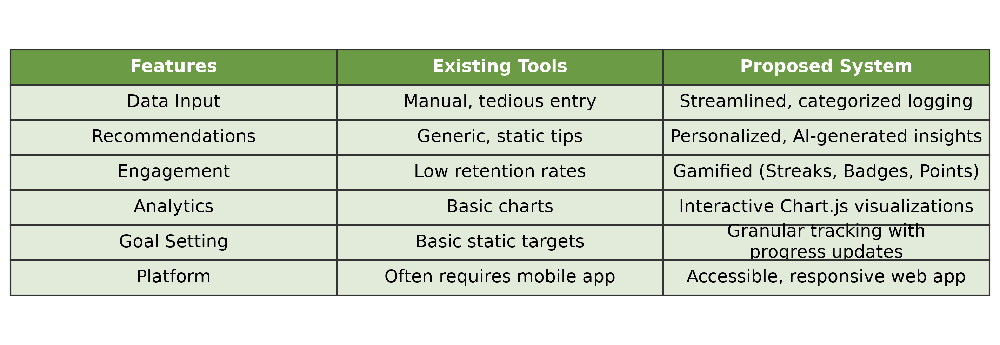 Features Existing Tools Proposed System
Data Input Manual, tedious entry Streamlined, categorized logging
Recommendations Generic, static tips Personalized, AI-generated insights
Engagement Low retention rates Gamified (Streaks, Badges, Points)
Analytics Basic charts Interactive Chart.js visualizations
Goal Setting Basic static targets Granular tracking with
progress updates
Platform Often requires mobile app Accessible, responsive web app